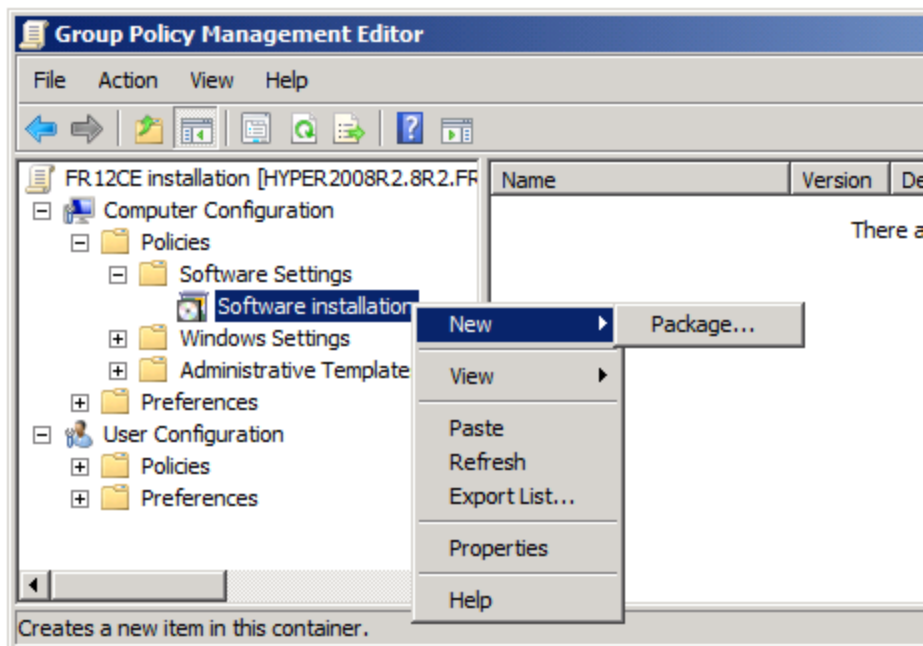 Group Policy Management Editor
File Action View Help
FR12CE installation [HYPER2008R2.8R2.FR
Name Version De
Computer Configuration
There a
Policies
Software Settings
Software installation
New
Package...
Windows Settings
Administrative Template
View
Preferences
User Configuration
Paste
Policies
Refresh
Preferences
Export List...
Properties
Help
Creates a new item in this container.